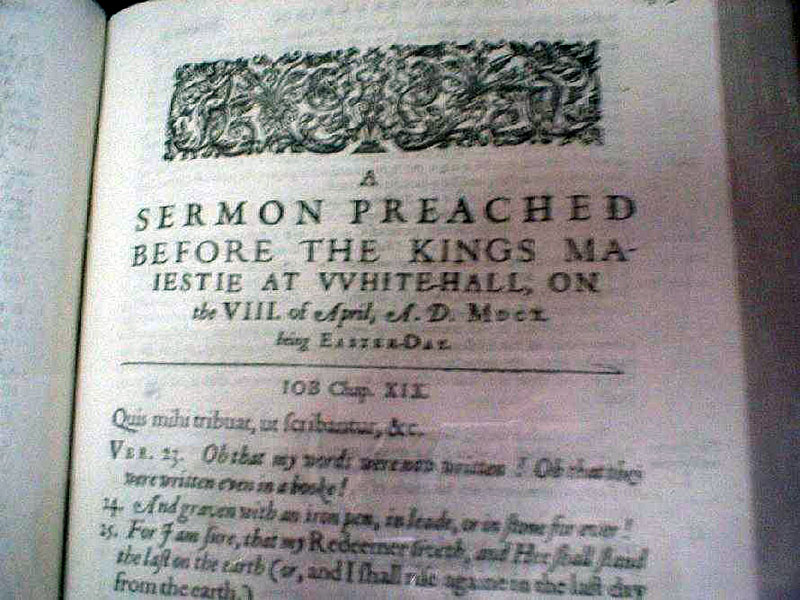 A
SERMON PREACHED
BEFORE THE KINGS MA-
IESTIE AT VVHITE-HALL, ON
the VIII. of April, A. D. MDCX.
being EASTER-DAY.
IOB Chap. XIX.
Quis mihi tribuat, ut scribantur, &c.
VER. 23. Oh that my words were now written! Oh that they
were written even in a booke!
24. And graven with an iron pen, in leade, or in stone for ever!
25. For I am sure, that my Redeemer liveth, and Hee shall stand
the last on the earth (or, and I shall rise againe in the last day
from the earth.)